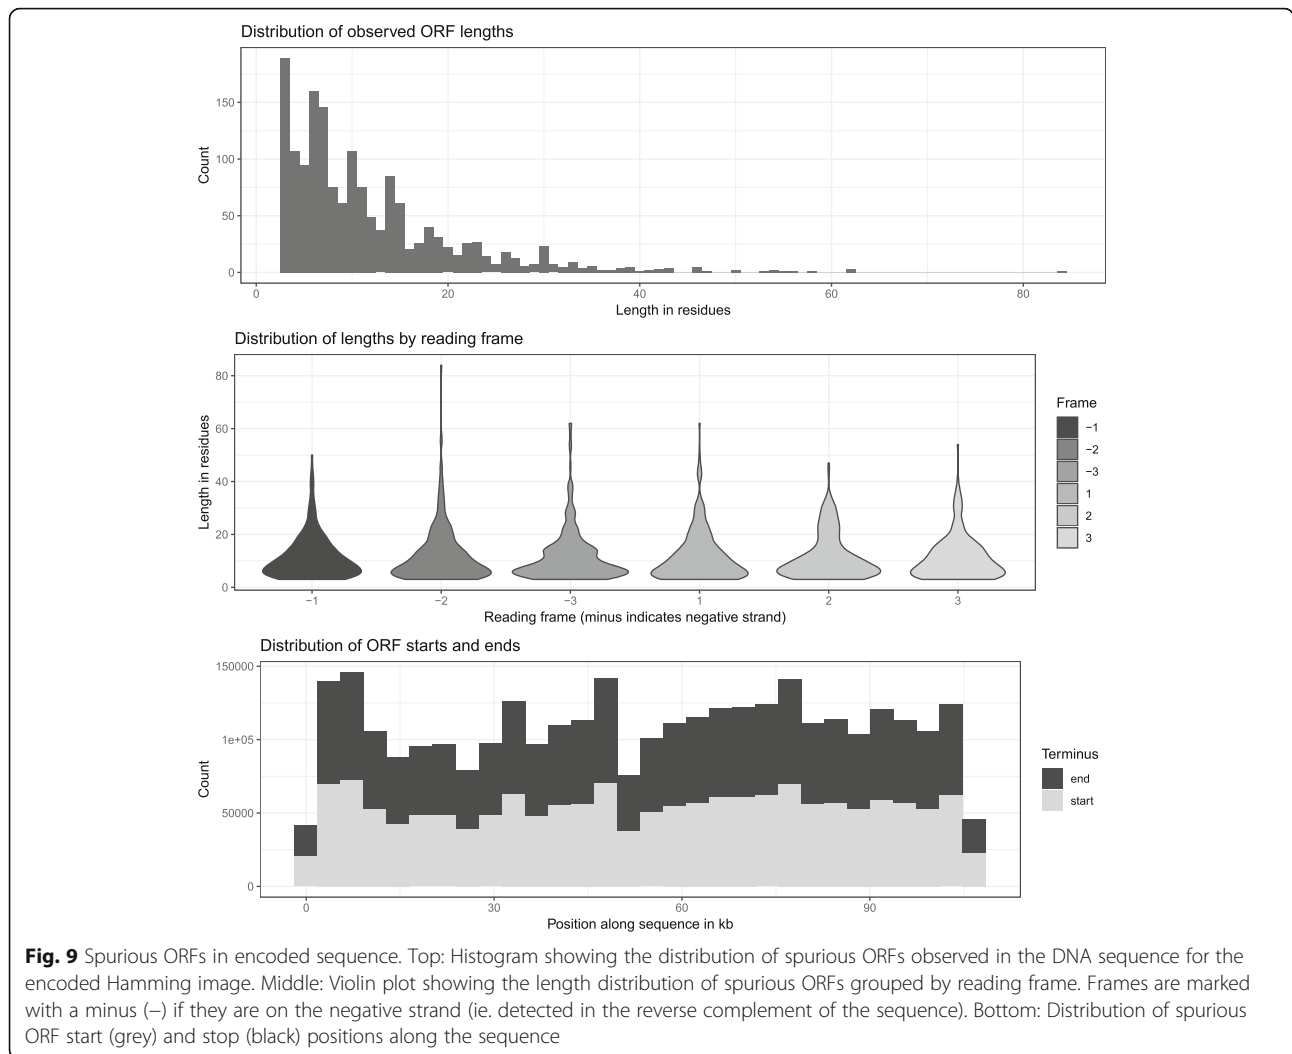 Distribution of observed ORF lengths
Count
150
100
50
0
0 20 40 60 80
Length in residues
Distribution of lengths by reading frame
Length in residues
80
60
40
20
0
−1 −2 −3 1 2 3
Reading frame (minus indicates negative strand)
Frame
−1
−2
−3
1
2
3
Distribution of ORF starts and ends
Count
150000
1e+05
50000
0
0 30 60 90
Position along sequence in kb
Terminus
end
start
Fig. 9 Spurious ORFs in encoded sequence. Top: Histogram showing the distribution of spurious ORFs observed in the DNA sequence for the
encoded Hamming image. Middle: Violin plot showing the length distribution of spurious ORFs grouped by reading frame. Frames are marked
with a minus (−) if they are on the negative strand (ie. detected in the reverse complement of the sequence). Bottom: Distribution of spurious
ORF start (grey) and stop (black) positions along the sequence